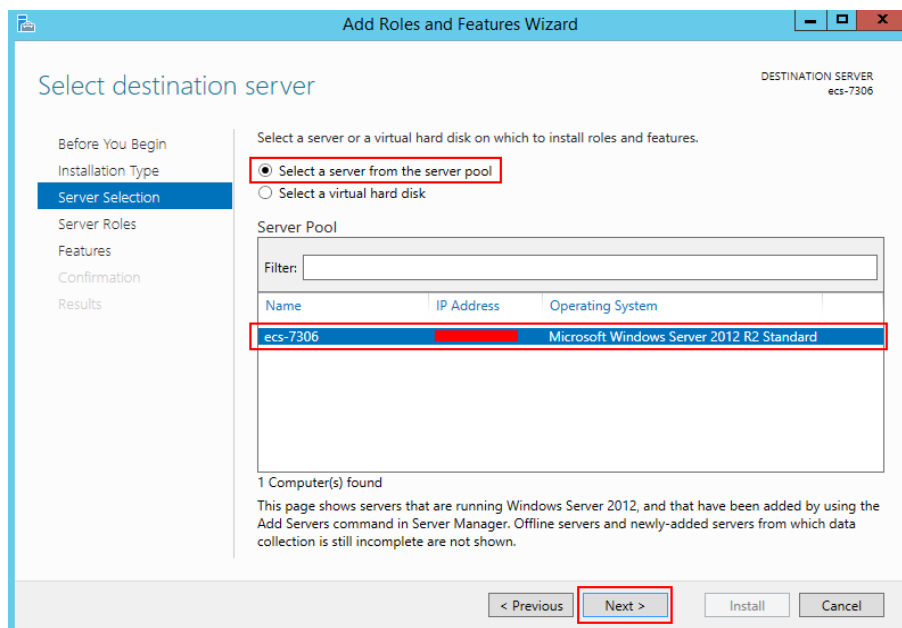 Add Roles and Features Wizard
Select destination server
DESTINATION SERVER
ecs-7306
Before You Begin
Installation Type
Server Selection
Server Roles
Features
Confirmation
Results
Select a server or a virtual hard disk on which to install roles and features.
Select a server from the server pool
Select a virtual hard disk
Server Pool
Filter:
Name IP Address Operating System
ecs-7306 Microsoft Windows Server 2012 R2 Standard
1 Computer(s) found
This page shows servers that are running Windows Server 2012, and that have been added by using the
Add Servers command in Server Manager. Offline servers and newly-added servers from which data
collection is still incomplete are not shown.
< Previous Next > Install Cancel